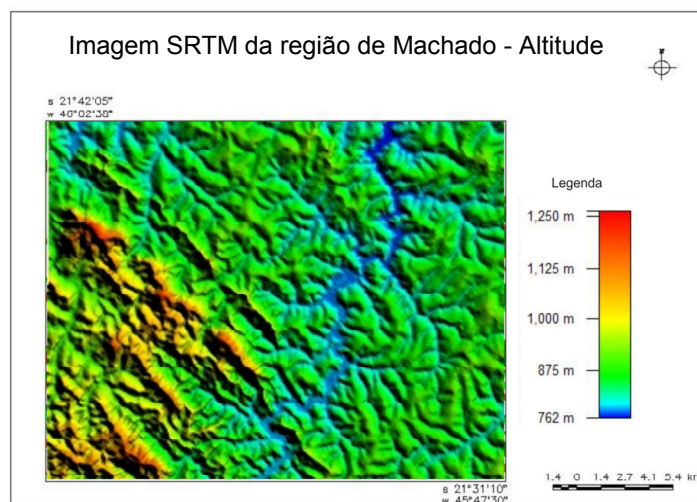 Imagem SRTM da região de Machado - Altitude
s 21°42'05"
w 46°02'38"
Legenda
1,250 m
1,125 m
1,000 m
875 m
762 m
1.4 0 1.4 2.7 4.1 5.4 kr
s 21°31'10"
w 45°47'30"